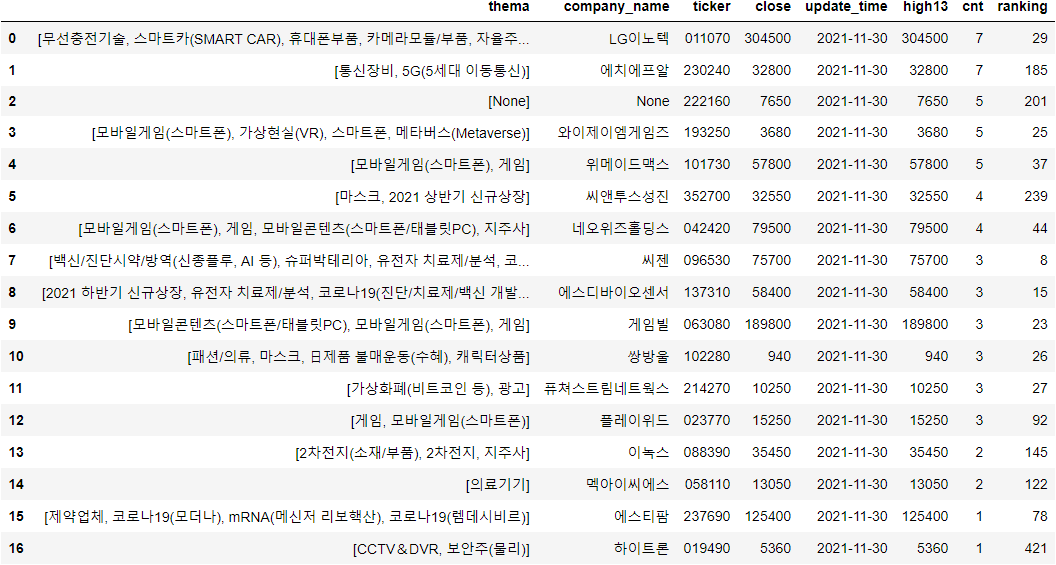 thema company_name ticker close update_time high13 cnt ranking
0 [무선충전기술, 스마트카(SMART CAR), 휴대폰부품, 카메라모듈/부품, 자율주... LG이노텍 011070 304500 2021-11-30 304500 7 29
1 [통신장비, 5G(5세대 이동통신)] 에치에프알 230240 32800 2021-11-30 32800 7 185
2 [None] None 222160 7650 2021-11-30 7650 5 201
3 [모바일게임(스마트폰), 가상현실(VR), 스마트폰, 메타버스(Metaverse)] 와이제이엠게임즈 193250 3680 2021-11-30 3680 5 25
4 [모바일게임(스마트폰), 게임] 위메이드맥스 101730 57800 2021-11-30 57800 5 37
5 [마스크, 2021 상반기 신규상장] 씨앤투스성진 352700 32550 2021-11-30 32550 4 239
6 [모바일게임(스마트폰), 게임, 모바일콘텐츠(스마트폰/태블릿PC), 지주사] 네오위즈홀딩스 042420 79500 2021-11-30 79500 4 44
7 [백신/진단시약/방역(신종플루, AI 등), 슈퍼박테리아, 유전자 치료제/분석, 코... 씨젠 096530 75700 2021-11-30 75700 3 8
8 [2021 하반기 신규상장, 유전자 치료제/분석, 코로나19(진단/치료제/백신 개발... 에스디바이오센서 137310 58400 2021-11-30 58400 3 15
9 [모바일콘텐츠(스마트폰/태블릿PC), 모바일게임(스마트폰), 게임] 게임빌 063080 189800 2021-11-30 189800 3 23
10 [패션/의류, 마스크, 日제품 불매운동(수혜), 캐릭터상품] 쌍방울 102280 940 2021-11-30 940 3 26
11 [가상화폐(비트코인 등), 광고] 퓨쳐스트림네트웍스 214270 10250 2021-11-30 10250 3 27
12 [게임, 모바일게임(스마트폰)] 플레이위드 023770 15250 2021-11-30 15250 3 92
13 [2차전지(소재/부품), 2차전지, 지주사] 이녹스 088390 35450 2021-11-30 35450 2 145
14 [의료기기] 멕아이씨에스 058110 13050 2021-11-30 13050 2 122
15 [제약업체, 코로나19(모더나), mRNA(메신저 리보핵산), 코로나19(렘데시비르)] 에스티팜 237690 125400 2021-11-30 125400 1 78
16 [CCTV&DVR, 보안주(물리)] 하이트론 019490 5360 2021-11-30 5360 1 421